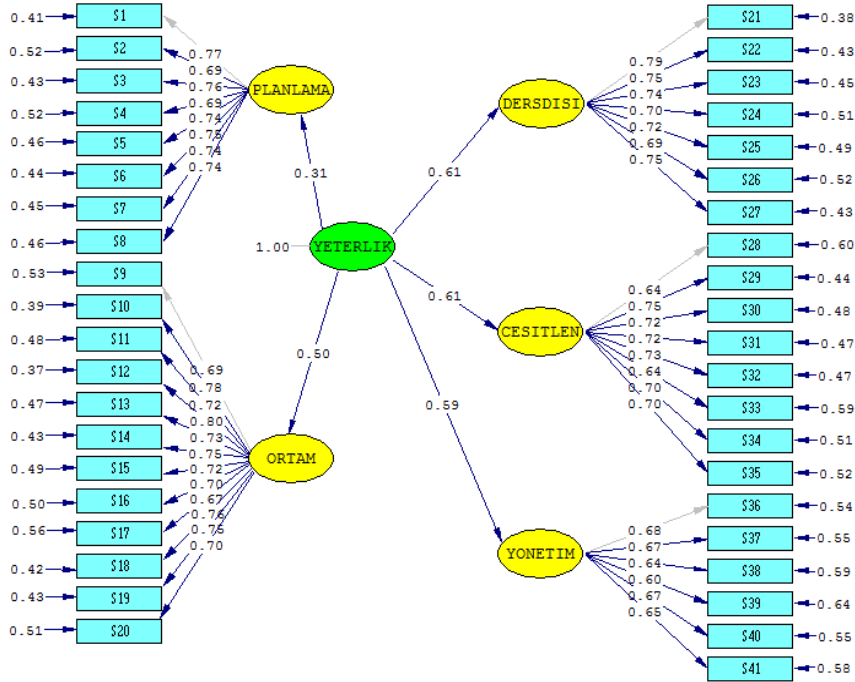 0.41 S1
0.52 S2
0.43 S3
0.52 S4
0.46 S5
0.44 S6
0.45 S7
0.46 S8
0.53 S9
0.39 S10
0.48 S11
0.37 S12
0.47 S13
0.43 S14
0.49 S15
0.50 S16
0.56 S17
0.42 S18
0.43 S19
0.51 S20
0.77
0.69
0.76
0.69
0.74
0.75
0.74
0.74
PLANLAMA
0.69
0.78
0.72
0.80
0.73
0.75
0.72
0.70
0.67
0.76
0.75
0.70
ORTAM
0.31
1.00 YETERLIK
0.50
0.61
0.61
0.59
DERSDISI
0.79
0.75
0.74
0.70
0.72
0.69
0.75
CESITLEN
0.64
0.75
0.72
0.72
0.73
0.64
0.70
0.70
YONETIM
0.68
0.67
0.64
0.60
0.67
0.65
S21 0.38
S22 0.43
S23 0.45
S24 0.51
S25 0.49
S26 0.52
S27 0.43
S28 0.60
S29 0.44
S30 0.48
S31 0.47
S32 0.47
S33 0.59
S34 0.51
S35 0.52
S36 0.54
S37 0.55
S38 0.59
S39 0.64
S40 0.55
S41 0.58